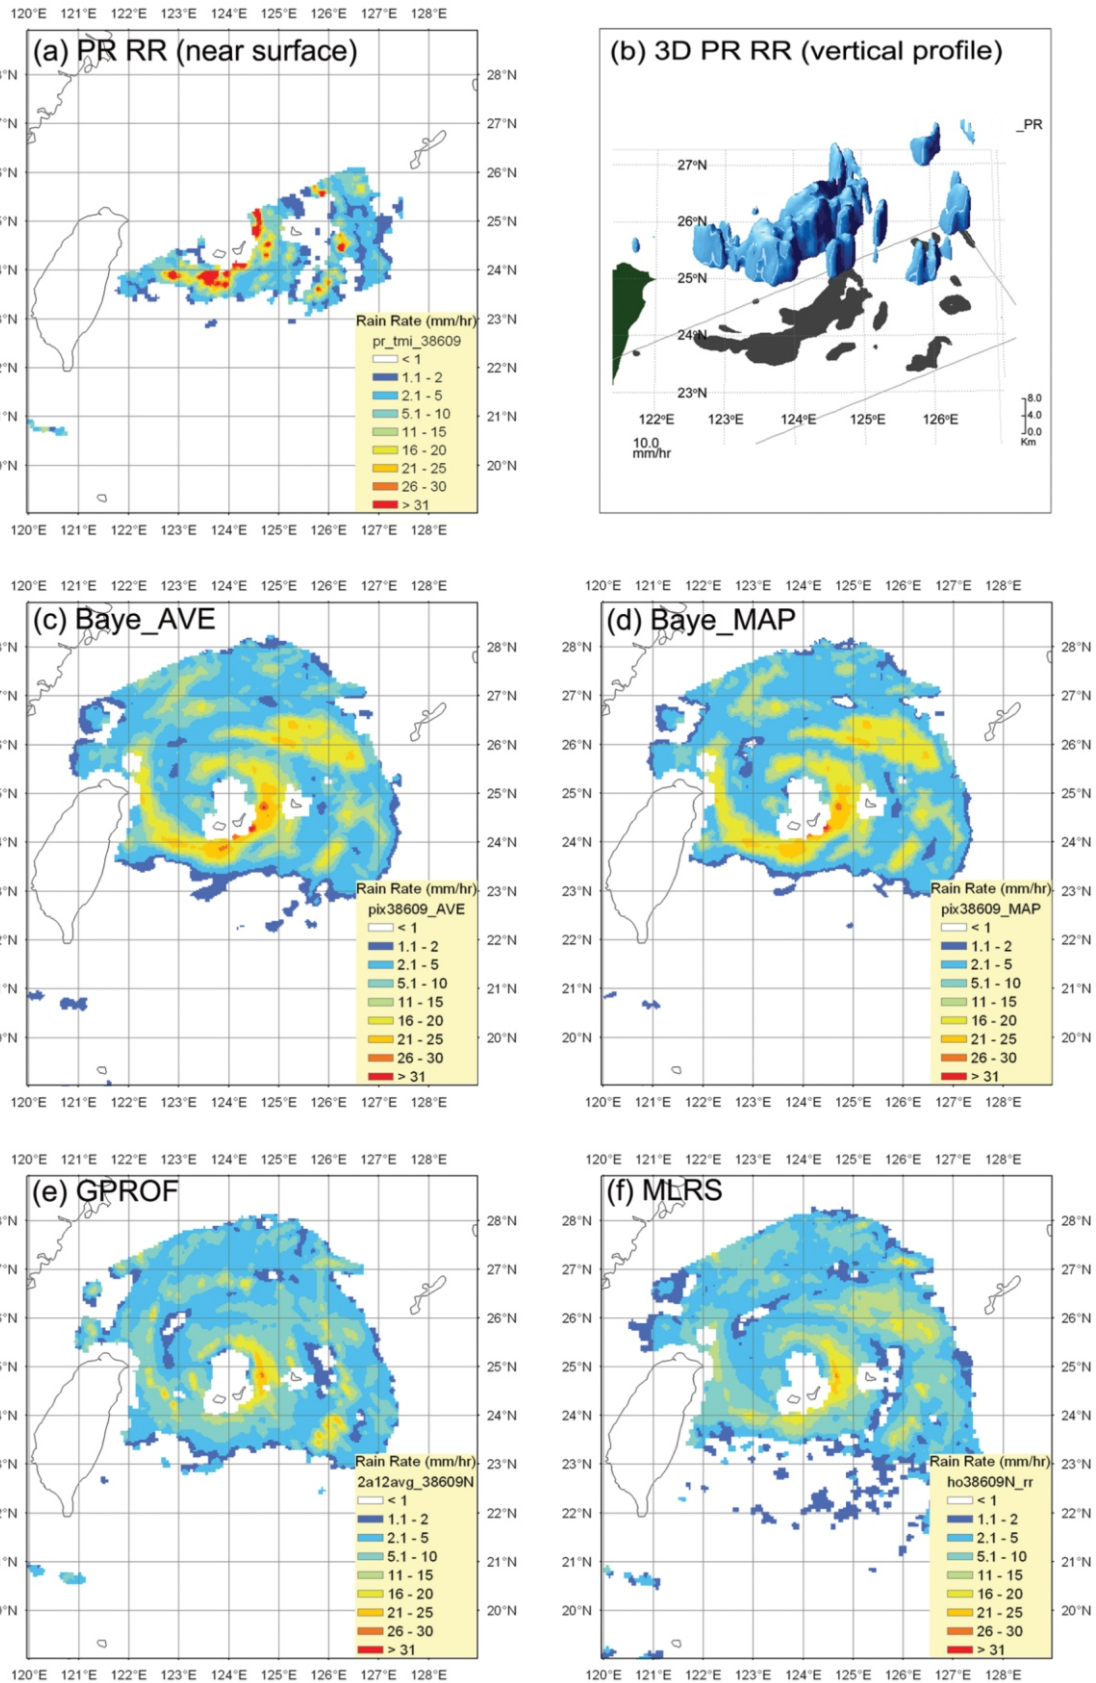 120°E 121°E 122°E 123°E 124°E 125°E 126°E 127°E 128°E
(a) PR RR (near surface)
(b) 3D PR RR (vertical profile)
28°N
27°N
26°N
25°N
24°N
23°N
22°N
21°N
20°N
Rain Rate (mm/hr)
pr_tmi_38609
< 1
1.1 - 2
2.1 - 5
5.1 - 10
11 - 15
16 - 20
21 - 25
26 - 30
> 31
120°E 121°E 122°E 123°E 124°E 125°E 126°E 127°E 128°E
_PR
27°N
26°N
25°N
24°N
23°N
122°E 123°E 124°E 125°E 126°E
8.0
4.0
0.0
Km
10.0
mm/hr
120°E 121°E 122°E 123°E 124°E 125°E 126°E 127°E 128°E
(c) Baye_AVE
28°N
27°N
26°N
25°N
24°N
23°N
22°N
21°N
20°N
Rain Rate (mm/hr)
pix38609_AVE
< 1
1.1 - 2
2.1 - 5
5.1 - 10
11 - 15
16 - 20
21 - 25
26 - 30
> 31
120°E 121°E 122°E 123°E 124°E 125°E 126°E 127°E 128°E
120°E 121°E 122°E 123°E 124°E 125°E 126°E 127°E 128°E
(d) Baye_MAP
28°N
27°N
26°N
25°N
24°N
23°N
22°N
21°N
20°N
Rain Rate (mm/hr)
pix38609_MAP
< 1
1.1 - 2
2.1 - 5
5.1 - 10
11 - 15
16 - 20
21 - 25
26 - 30
> 31
120°E 121°E 122°E 123°E 124°E 125°E 126°E 127°E 128°E
120°E 121°E 122°E 123°E 124°E 125°E 126°E 127°E 128°E
(e) GPROF
28°N
27°N
26°N
25°N
24°N
23°N
22°N
21°N
20°N
Rain Rate (mm/hr)
2a12avg_38609N
< 1
1.1 - 2
2.1 - 5
5.1 - 10
11 - 15
16 - 20
21 - 25
26 - 30
> 31
120°E 121°E 122°E 123°E 124°E 125°E 126°E 127°E 128°E
120°E 121°E 122°E 123°E 124°E 125°E 126°E 127°E 128°E
(f) MLRS
28°N
27°N
26°N
25°N
24°N
23°N
22°N
21°N
20°N
Rain Rate (mm/hr)
ho38609N_rr
< 1
1.1 - 2
2.1 - 5
5.1 - 10
11 - 15
16 - 20
21 - 25
26 - 30
> 31
120°E 121°E 122°E 123°E 124°E 125°E 126°E 127°E 128°E